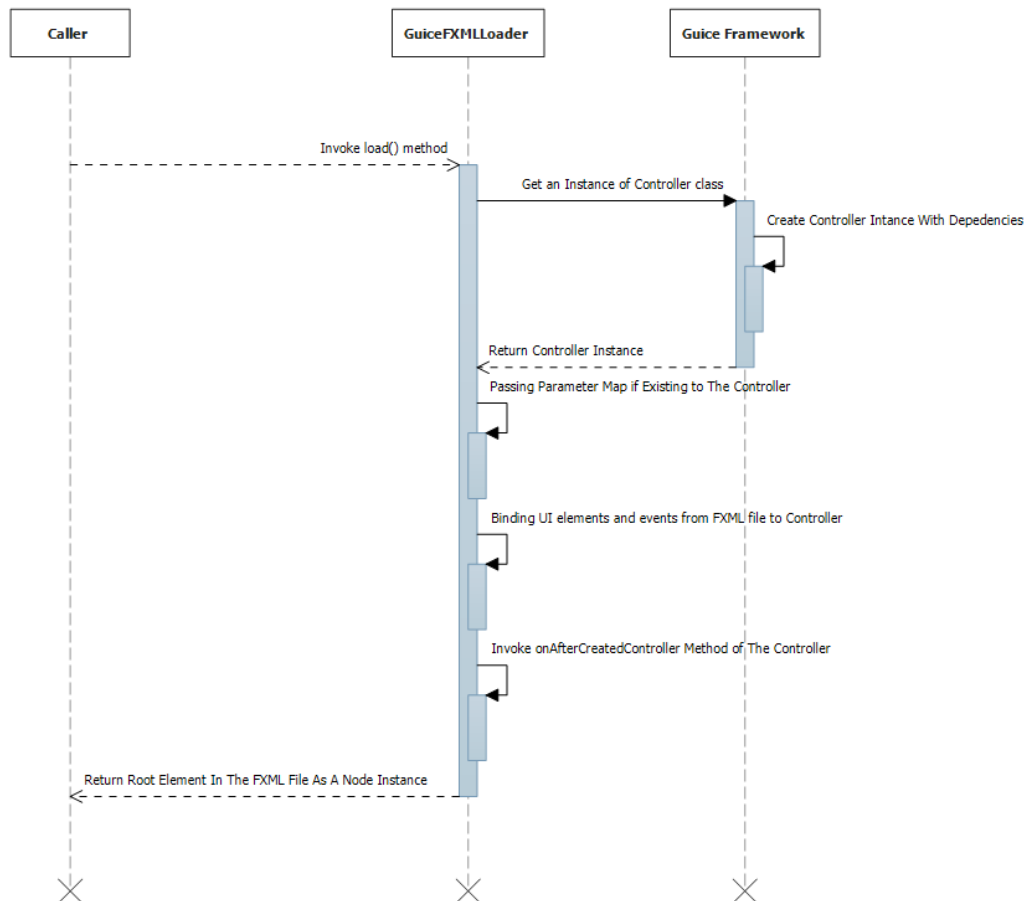 Caller
GuiceFXMLLoader
Guice Framework
Invoke load() method
Get an Instance of Controller class
Create Controller Intance With Depedencies
Return Controller Instance
Passing Parameter Map if Existing to The Controller
Binding UI elements and events from FXML file to Controller
Invoke onAfterCreatedController Method of The Controller
Return Root Element In The FXML File As A Node Instance